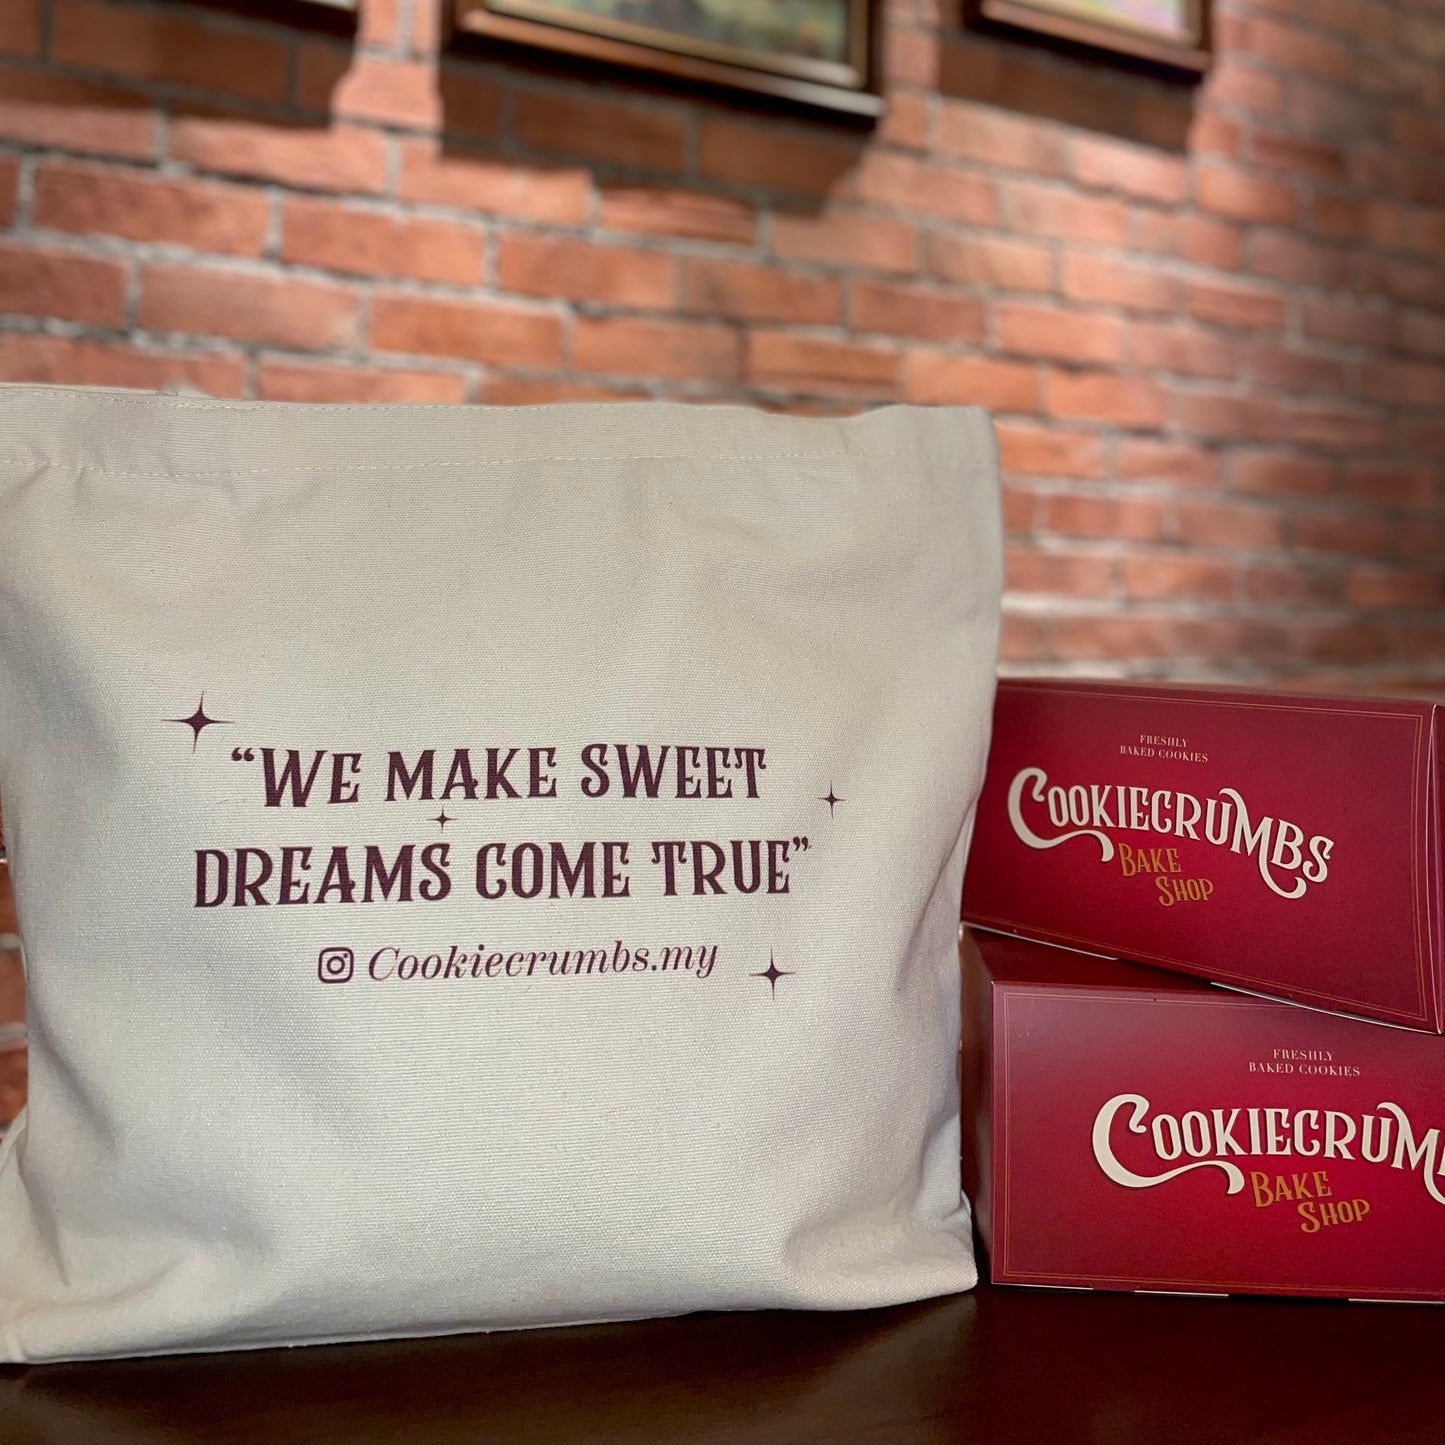 “WE MAKE SWEET
DREAMS COME TRUE”
Cookiecrumbs.my
FRESHLY
BAKED COOKIES
COOKIECRUMBS
BAKE
SHOP
FRESHLY
BAKED COOKIES
COOKIECRUM
BAKE
SHOP